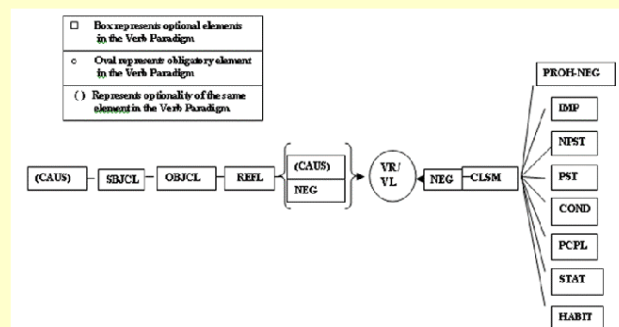 □ Box represents optional elements
in the Verb Paradigm
o Oval represents obligatory element
in the Verb Paradigm
( ) Represents optionality of the same
element in the Verb Paradigm
PROH-NEG
IMP
NPST
(CAUS) SBJCL OBJCL REFL (CAUS) NEG VR/ VL NEG CLSM
PST
COND
PCPL
STAT
HABIT